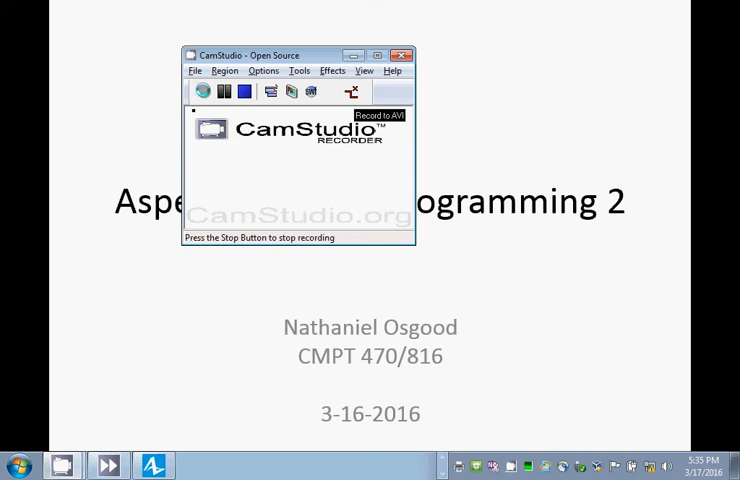 CamStudio - Open Source
File Region Options Tools Effects View Help
Record to AVI
CamStudio™
RECORDER
CamStudio.org
Press the Stop Button to stop recording
Aspe ogramming 2
Nathaniel Osgood
CMPT 470/816
3-16-2016
5:35 PM
3/17/2016